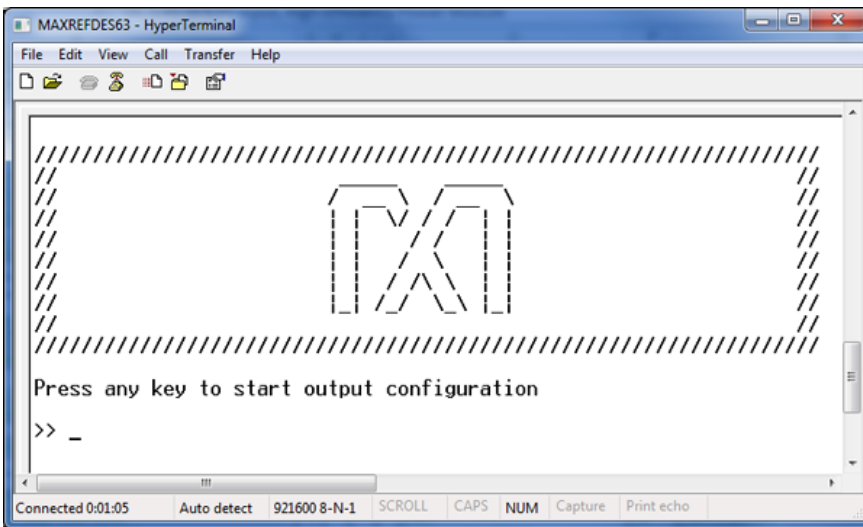 MAXREFDES63 - HyperTerminal
File Edit View Call Transfer Help
///////////////////////////////////////////////////////////////////
Press any key to start output configuration
>> _
Connected 0:01:05 Auto detect 921600 8-N-1 SCROLL CAPS NUM Capture Print echo